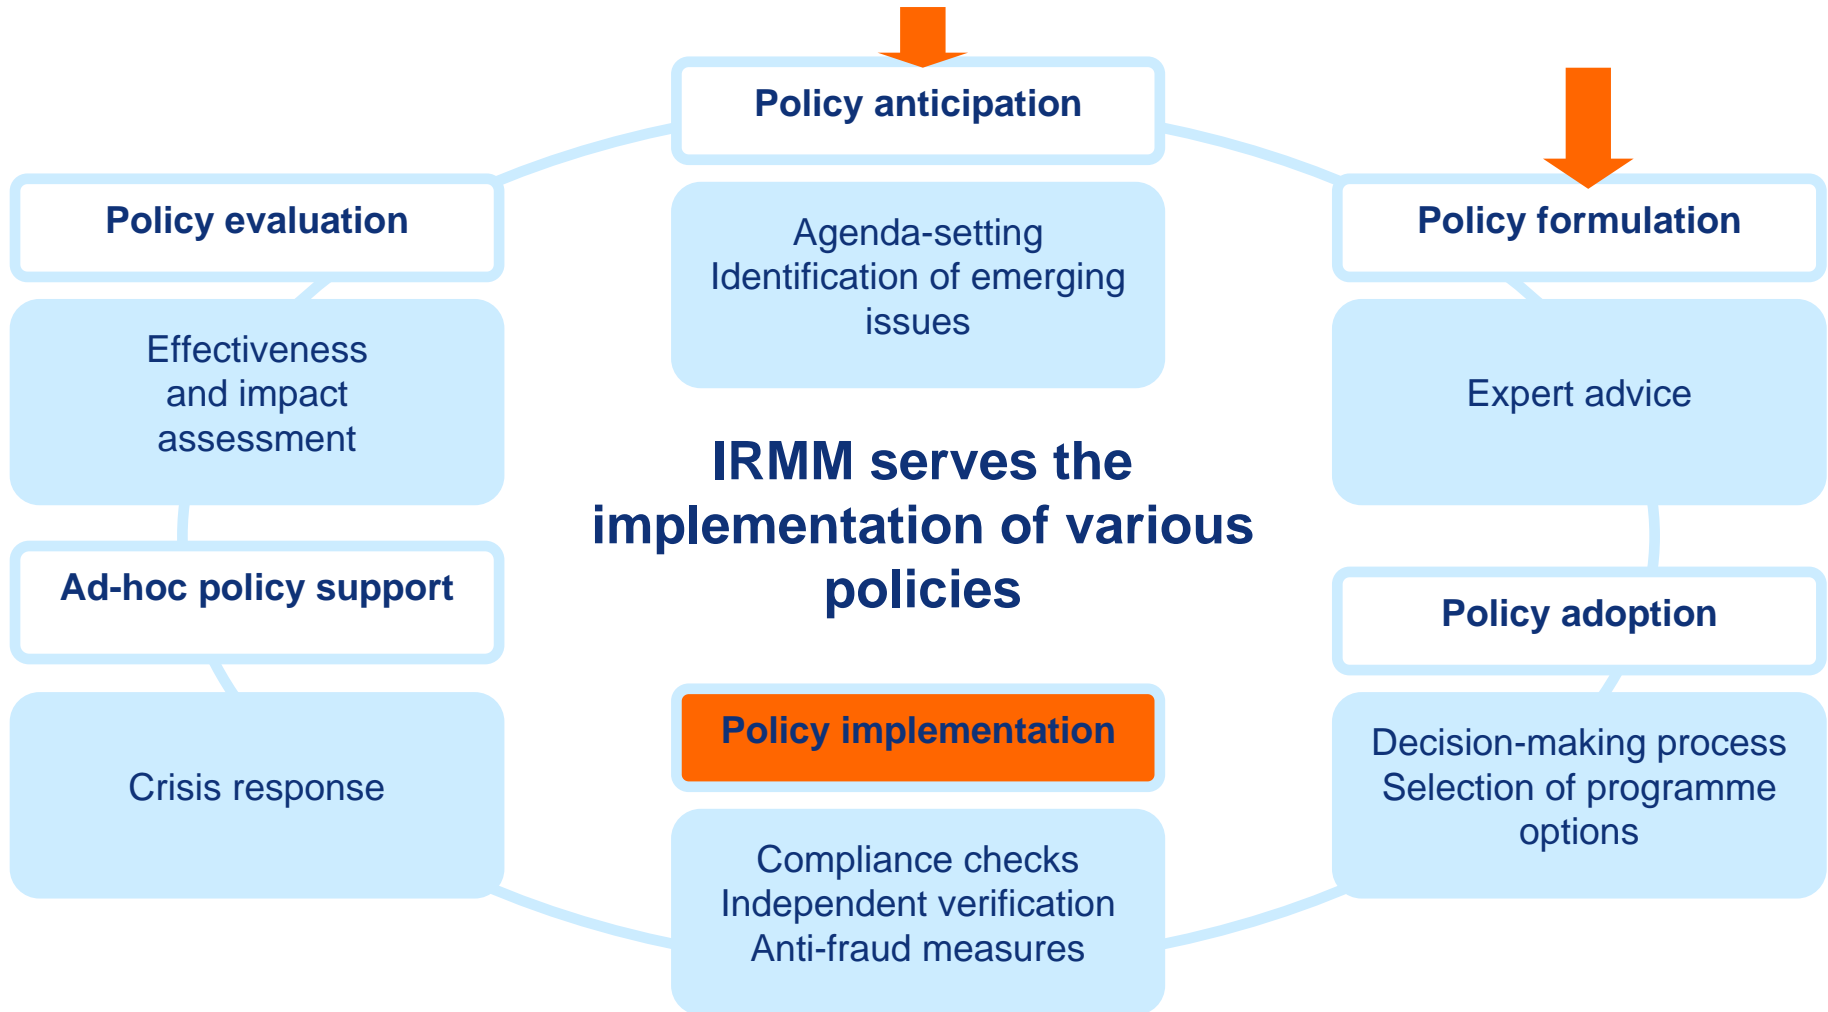 Policy anticipation
Agenda-setting
Identification of emerging
issues
Policy formulation
Expert advice
Policy adoption
Decision-making process
Selection of programme
options
Policy implementation
Compliance checks
Independent verification
Anti-fraud measures
Ad-hoc policy support
Crisis response
Policy evaluation
Effectiveness
and impact
assessment
IRMM serves the
implementation of various
policies